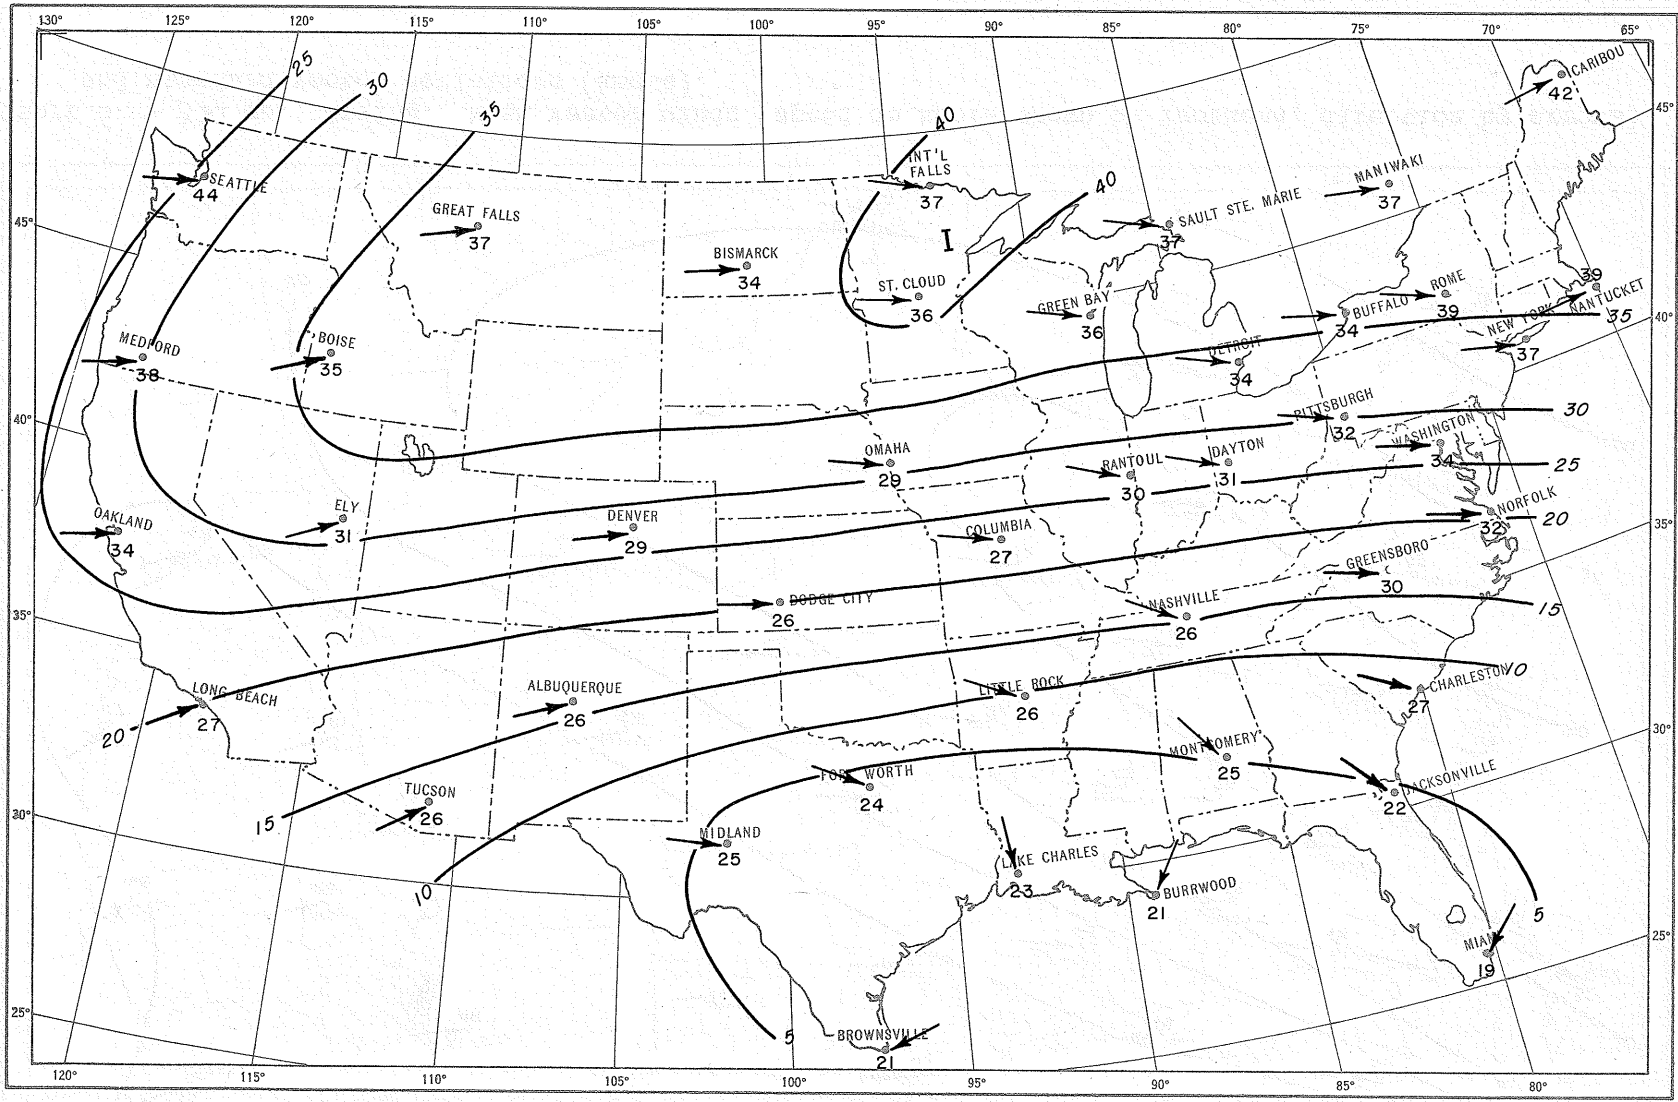 130° 125° 120° 115° 110° 105° 100° 95° 90° 85° 80° 75° 70° 65°
25
30
35
40
40
CARIBOU
42
45°
INT'L
FALLS
37
MANIWAKI
37
SEATTLE
44
45°
GREAT FALLS
37
SAULT STE. MARIE
37
I
BISMARCK
34
ST. CLOUD
36
GREEN BAY
36
BUFFALO
34
ROME
39
39
NANTUCKET
NEW YORK
37
35
40°
MEDFORD
38
BOISE
35
DETROIT
34
40°
PITTSBURGH
32
30
WASHINGTON
34
25
OMAHA
29
RANTOUL
30
DAYTON
31
NORFOLK
32
20
35°
OAKLAND
34
ELY
31
DENVER
29
COLUMBIA
27
GREENSBORO
30
35°
DODGE CITY
26
NASHVILLE
26
15
LONG BEACH
27
20
ALBUQUERQUE
26
LITTLE ROCK
26
10
CHARLESTON
27
30°
MONTGOMERY
25
FORT WORTH
24
JACKSONVILLE
22
TUCSON
26
15
30°
MIDLAND
25
10
LAKE CHARLES
23
BURRWOOD
21
5
MIAMI
19
25°
25°
BROWNSVILLE
21
5
120° 115° 110° 105° 100° 95° 90° 85° 80°